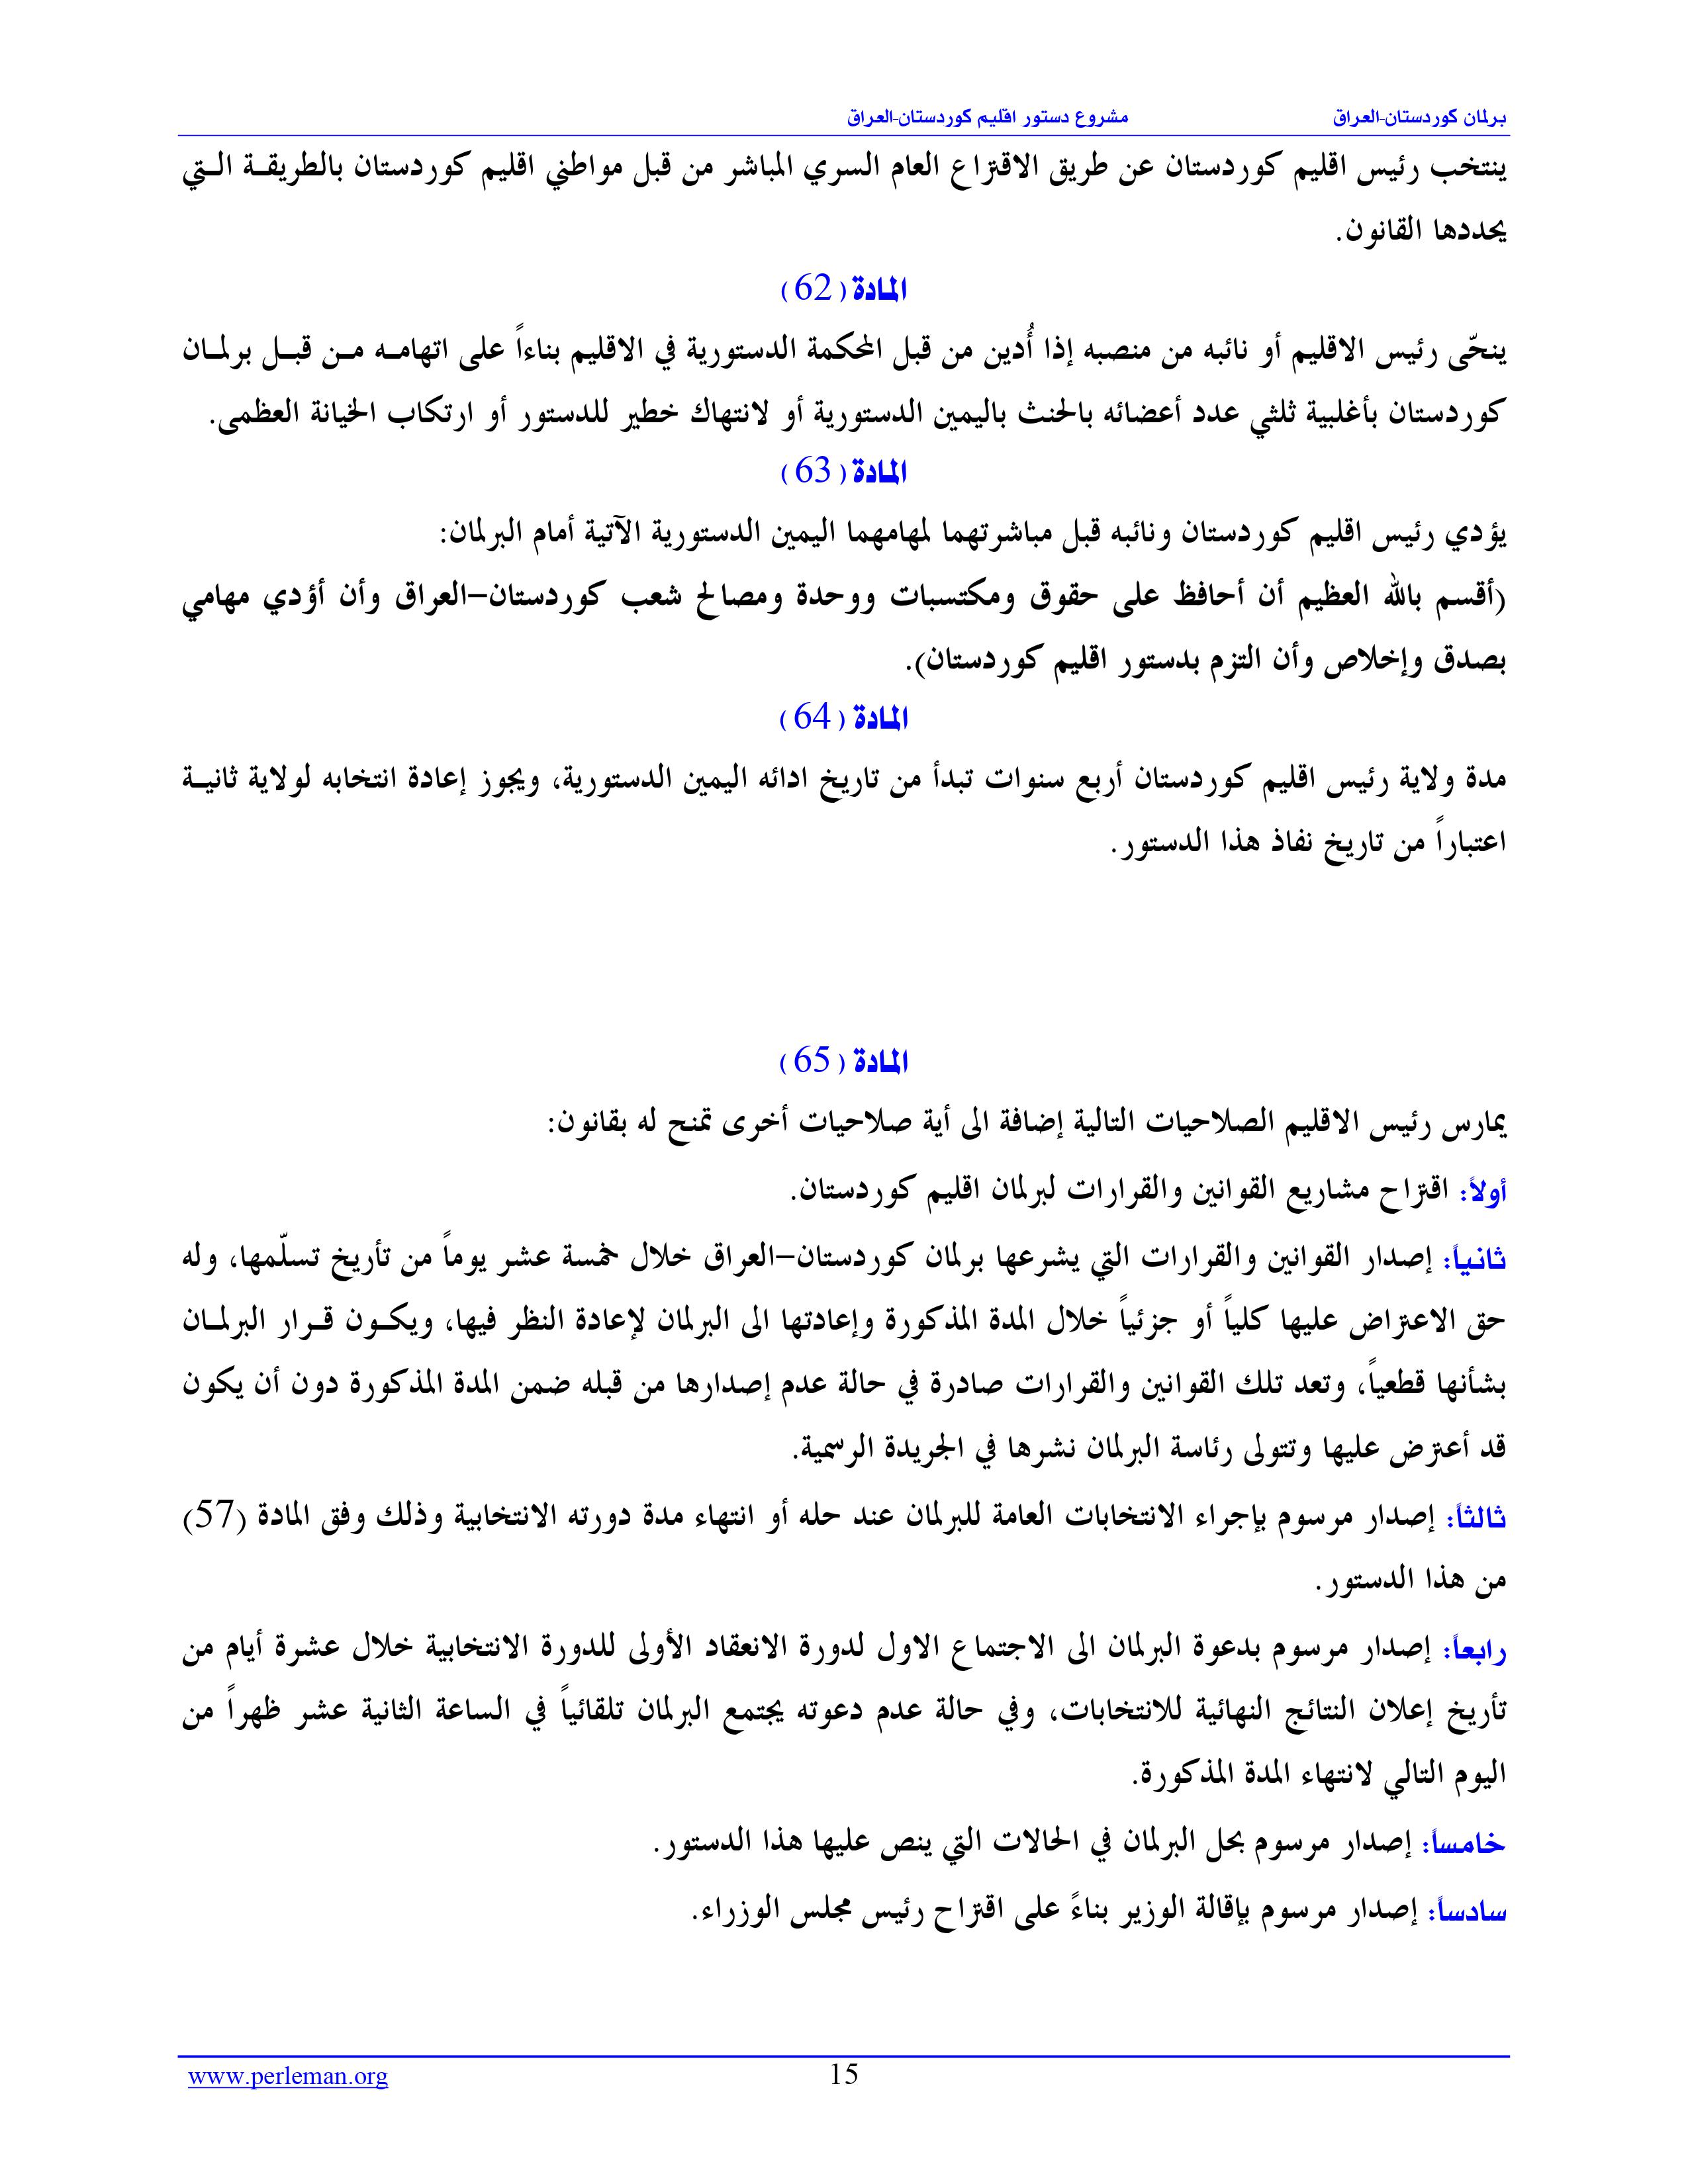 برلمان كوردستان-العراق مشروع دستور اقليم كوردستان-العراق
ينتخب رئيس اقليم كوردستان عن طريق الاقتراع العام السري المباشر من قبل مواطني اقليم كوردستان بالطريقة التي
يحددها القانون.
المادة (62)
ينحّى رئيس الاقليم أو نائبه من منصبه إذا أُدين من قبل المحكمة الدستورية في الاقليم بناءاً على اتهامه من قبل برلمان
كوردستان بأغلبية ثلثي عدد أعضائه بالحنث باليمين الدستورية أو لانتهاك خطير للدستور أو ارتكاب الخيانة العظمى.
المادة (63)
يؤدي رئيس اقليم كوردستان ونائبه قبل مباشرتهما لمهامهما اليمين الدستورية الآتية أمام البرلمان:
(أقسم بالله العظيم أن أحافظ على حقوق ومكتسبات ووحدة ومصالح شعب كوردستان–العراق وأن أؤدي مهامي
بصدق وإخلاص وأن التزم بدستور اقليم كوردستان).
المادة (64)
مدة ولاية رئيس اقليم كوردستان أربع سنوات تبدأ من تاريخ ادائه اليمين الدستورية، ويجوز إعادة انتخابه لولاية ثانية
اعتباراً من تاريخ نفاذ هذا الدستور.
المادة (65)
يمارس رئيس الاقليم الصلاحيات التالية إضافة الى أية صلاحيات أخرى تمنح له بقانون:
أولاً: اقتراح مشاريع القوانين والقرارات لبرلمان اقليم كوردستان.
ثانياً: إصدار القوانين والقرارات التي يشرعها برلمان كوردستان–العراق خلال خمسة عشر يوماً من تأريخ تسلّمها، وله
حق الاعتراض عليها كلياً أو جزئياً خلال المدة المذكورة وإعادتها الى البرلمان لإعادة النظر فيها، ويكون قرار البرلمان
بشأنها قطعياً، وتعد تلك القوانين والقرارات صادرة في حالة عدم إصدارها من قبله ضمن المدة المذكورة دون أن يكون
قد أعترض عليها وتتولى رئاسة البرلمان نشرها في الجريدة الرسمية.
ثالثاً: إصدار مرسوم بإجراء الانتخابات العامة للبرلمان عند حله أو انتهاء مدة دورته الانتخابية وذلك وفق المادة (57)
من هذا الدستور.
رابعاً: إصدار مرسوم بدعوة البرلمان الى الاجتماع الاول لدورة الانعقاد الأولى للدورة الانتخابية خلال عشرة أيام من
تأريخ إعلان النتائج النهائية للانتخابات، وفي حالة عدم دعوته يجتمع البرلمان تلقائياً في الساعة الثانية عشر ظهراً من
اليوم التالي لانتهاء المدة المذكورة.
خامساً: إصدار مرسوم بحل البرلمان في الحالات التي ينص عليها هذا الدستور.
سادساً: إصدار مرسوم بإقالة الوزير بناءً على اقتراح رئيس مجلس الوزراء.
www.perleman.org 15